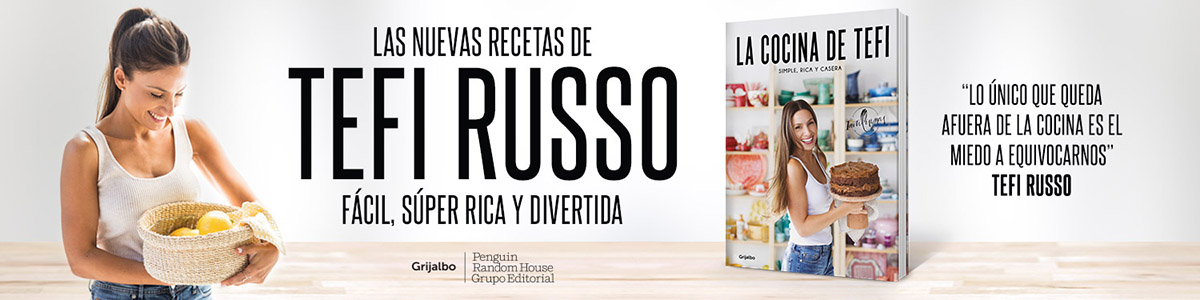 LAS NUEVAS RECETAS DE
TEFI RUSSO
FÁCIL, SÚPER RICA Y DIVERTIDA
Grijalbo
Penguin
Random House
Grupo Editorial
LA COCINA DE TEFI
SIMPLE, RICA Y CASERA
Grijalbo
“LO ÚNICO QUE QUEDA
AFUERA DE LA COCINA ES EL
MIEDO A EQUIVOCARNOS”
TEFI RUSSO